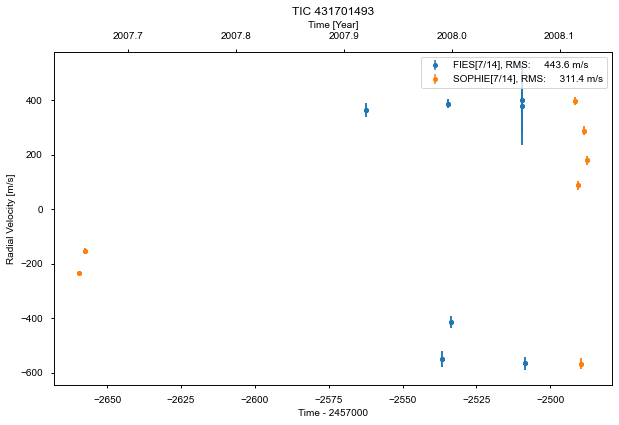 TIC 431701493
Time [Year]
2007.7 2007.8 2007.9 2008.0 2008.1
FIES[7/14], RMS: 443.6 m/s
SOPHIE[7/14], RMS: 311.4 m/s
Radial Velocity [m/s]
400
200
0
−200
−400
−600
−2650 −2625 −2600 −2575 −2550 −2525 −2500
Time - 2457000